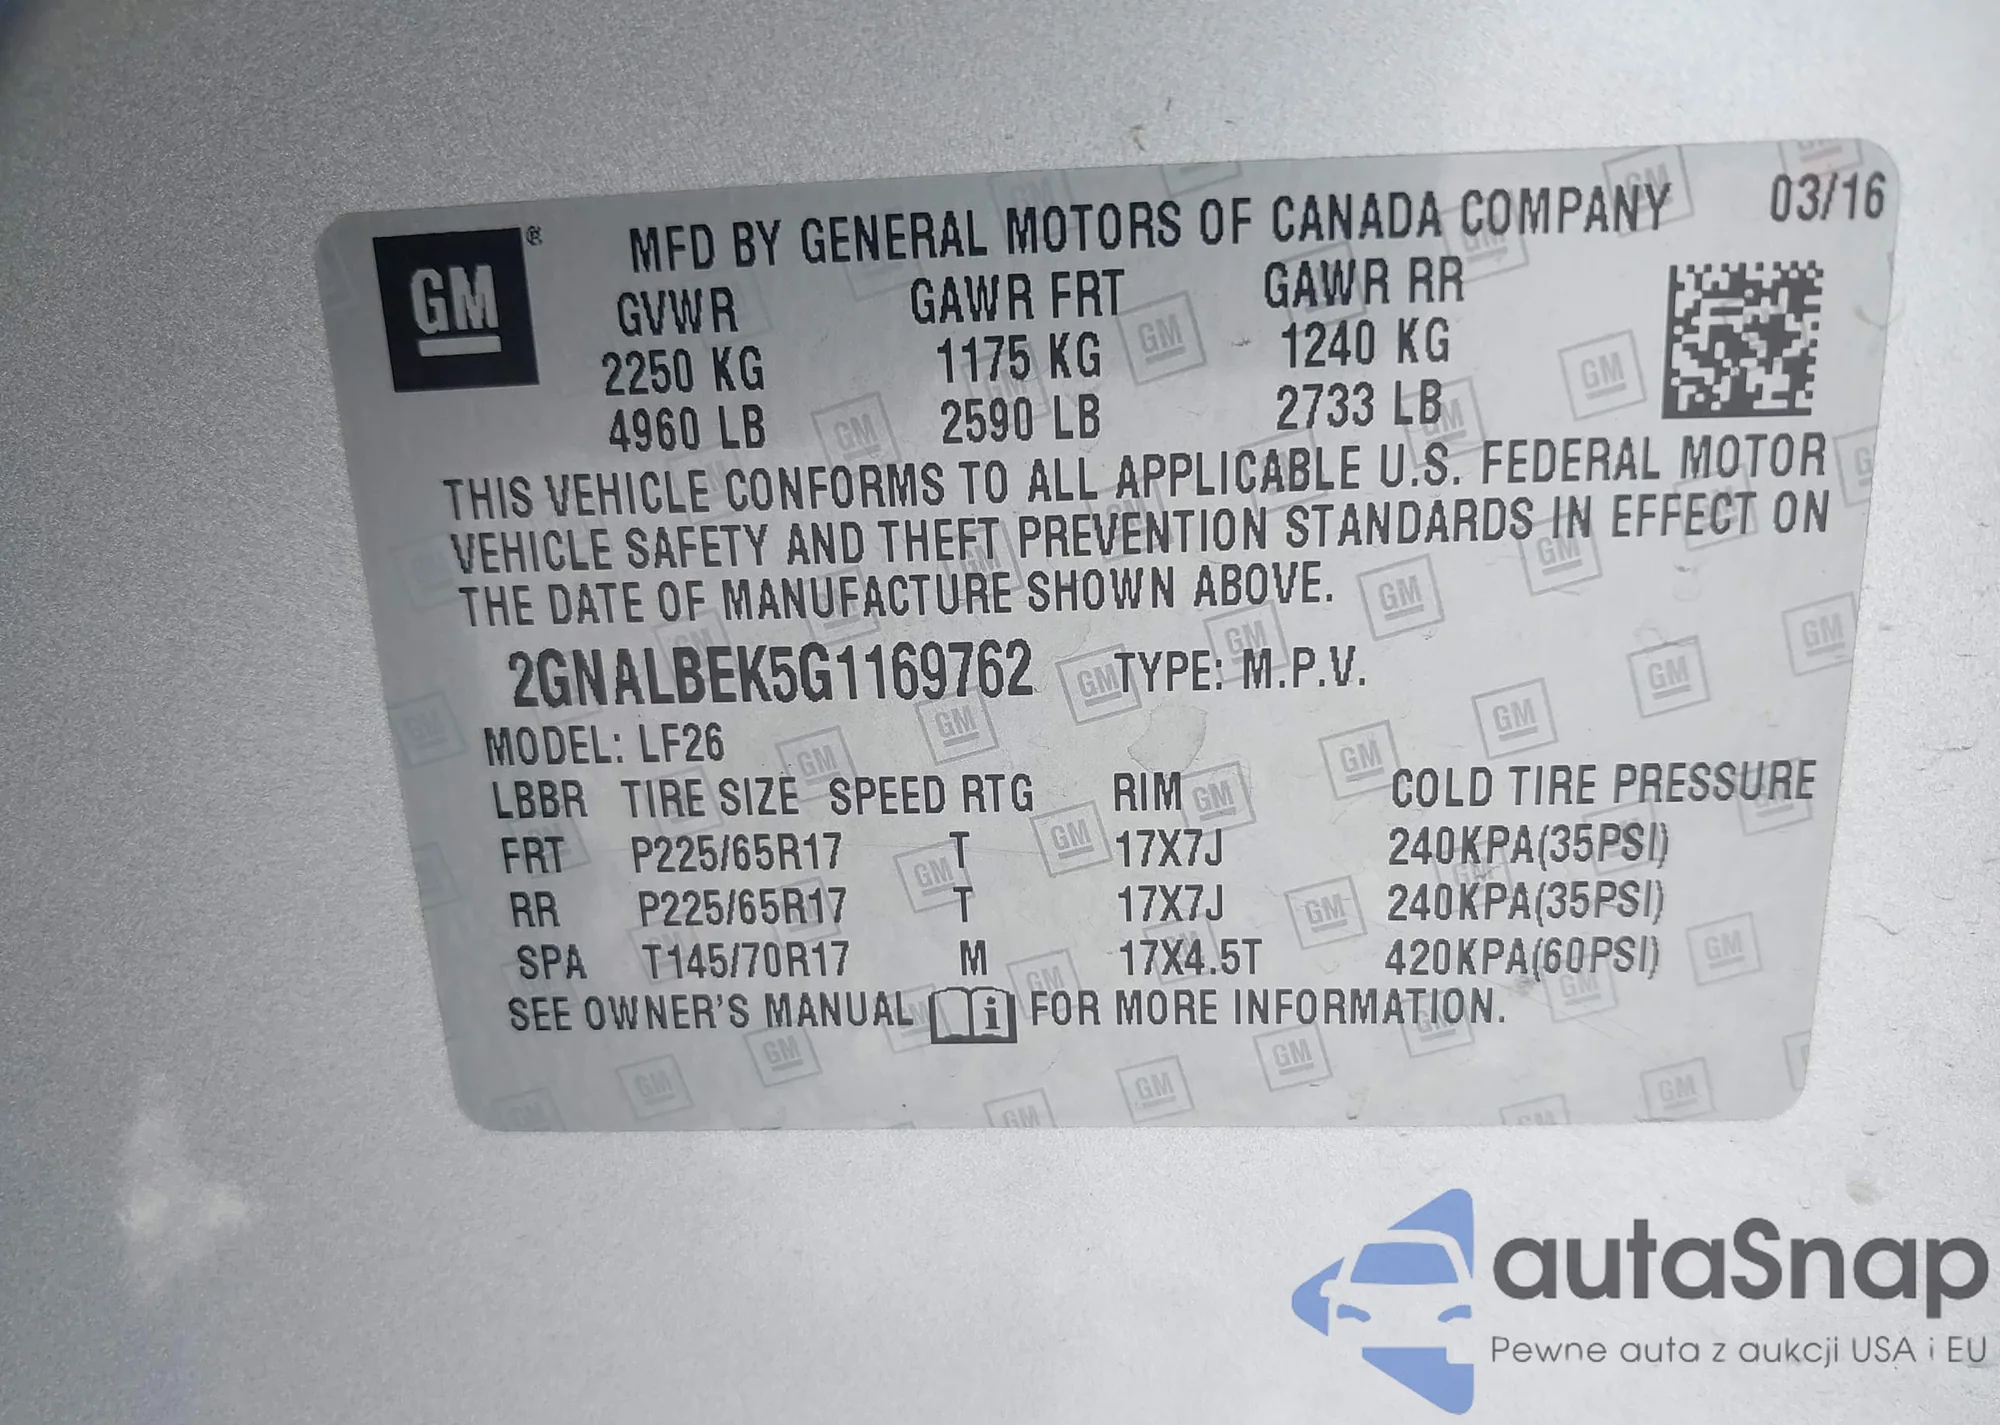 GM ® MFD BY GENERAL MOTORS OF CANADA COMPANY 03/16
GVWR GAWR FRT GAWR RR
2250 KG 1175 KG 1240 KG
4960 LB 2590 LB 2733 LB
THIS VEHICLE CONFORMS TO ALL APPLICABLE U.S. FEDERAL MOTOR
VEHICLE SAFETY AND THEFT PREVENTION STANDARDS IN EFFECT ON
THE DATE OF MANUFACTURE SHOWN ABOVE.
2GNALBEK5G1169762 TYPE: M.P.V.
MODEL: LF26
LBBR TIRE SIZE SPEED RTG RIM COLD TIRE PRESSURE
FRT P225/65R17 T 17X7J 240KPA(35PSI)
RR P225/65R17 T 17X7J 240KPA(35PSI)
SPA T145/70R17 M 17X4.5T 420KPA(60PSI)
SEE OWNER'S MANUAL i FOR MORE INFORMATION.
autaSnap
Pewne auta z aukcji USA i EU